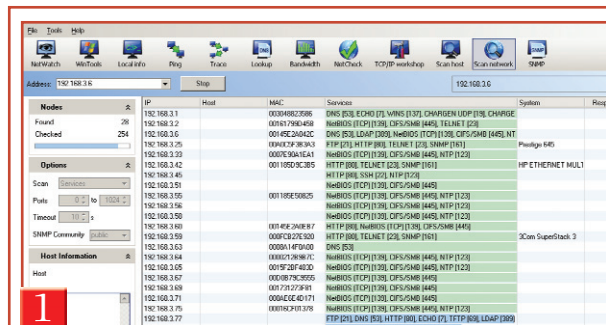 File Tools Help
NetWatch WinTools Local info Ping Trace Lookup Bandwidth NetCheck TCP/IP workshop Scan host Scan network SNMP
Address: 192.168.3.6 Stop 192.168.3.6
Nodes
Found 28
Checked 254
Options
Scan Services
Ports 0 to 1024
Timeout 10 s
SNMP Community public
Host Information
Host
1
IP Host MAC Services System Resp
192.168.3.1 003048823586 DNS [53], ECHO [7], WINS [137], CHARGEN UDP [19], CHARGE
192.168.3.2 00161799D458 NetBIOS (TCP) [139], CIFS/SMB [445], TELNET [23]
192.168.3.6 00145E2A042C DNS [53], LDAP [389], NetBIOS (TCP) [139], CIFS/SMB [445], NT
192.168.3.25 00A0C5F3B3A3 FTP [21], HTTP [80], TELNET [23], SNMP [161] Prestige 645
192.168.3.33 0007E90A1EA1 NetBIOS (TCP) [139], CIFS/SMB [445], NTP [123]
192.168.3.42 001185D9C3B5 HTTP [80], TELNET [23], SNMP [161] HP ETHERNET MULT
192.168.3.45 HTTP [80], SSH [22], NTP [123]
192.168.3.51 NetBIOS (TCP) [139], CIFS/SMB [445]
192.168.3.55 001185E50825 NetBIOS (TCP) [139], CIFS/SMB [445], NTP [123]
192.168.3.56 NetBIOS (TCP) [139], CIFS/SMB [445]
192.168.3.58 NetBIOS (TCP) [139], CIFS/SMB [445]
192.168.3.60 00145E2A0E87 HTTP [80], NetBIOS (TCP) [139], CIFS/SMB [445]
192.168.3.59 000FCB27E920 HTTP [80], TELNET [23], SNMP [161] 3Com SuperStack 3
192.168.3.63 0008A14F0A00 DNS [53]
192.168.3.64 0000212B987C NetBIOS (TCP) [139], CIFS/SMB [445], NTP [123]
192.168.3.65 0015F2BF483D NetBIOS (TCP) [139], CIFS/SMB [445], NTP [123]
192.168.3.67 00D0B79C9555 NetBIOS (TCP) [139], CIFS/SMB [445]
192.168.3.69 001731273F81 NetBIOS (TCP) [139], CIFS/SMB [445]
192.168.3.71 000AE6E4D171 NetBIOS (TCP) [139], CIFS/SMB [445]
192.168.3.72 00016CF01378 NetBIOS (TCP) [139], CIFS/SMB [445], NTP [123]
192.168.3.77 FTP [21], DNS [53], HTTP [80], ECHO [7], TFTP [69], LDAP [389]